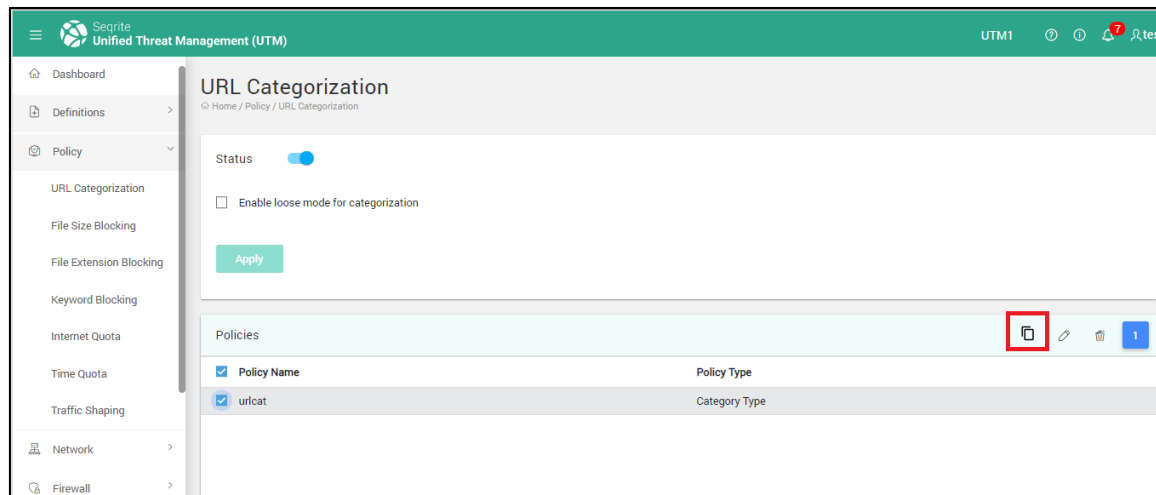 Seqrite
Unified Threat Management (UTM)
UTM1
7
tes
Dashboard
Definitions
Policy
URL Categorization
File Size Blocking
File Extension Blocking
Keyword Blocking
Internet Quota
Time Quota
Traffic Shaping
Network
Firewall
URL Categorization
Home / Policy / URL Categorization
Status
Enable loose mode for categorization
Apply
Policies
1
Policy Name Policy Type
urlcat Category Type